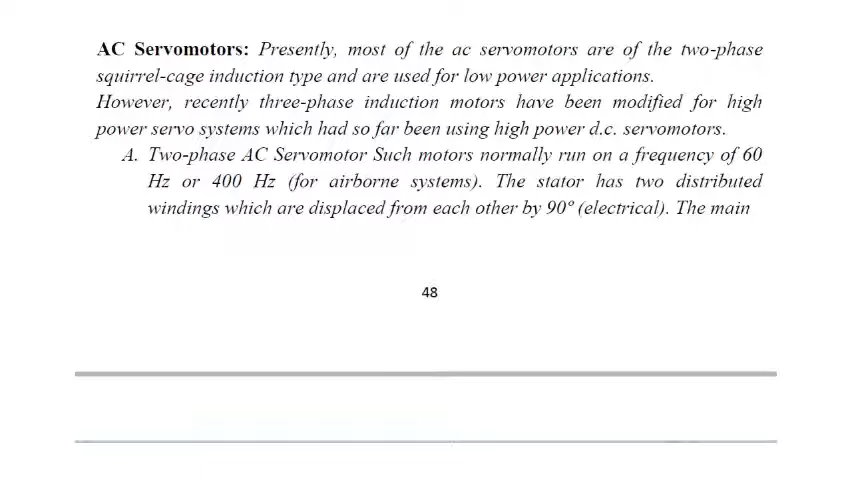 AC Servomotors: Presently, most of the ac servomotors are of the two-phase
squirrel-cage induction type and are used for low power applications.
However, recently three-phase induction motors have been modified for high
power servo systems which had so far been using high power d.c. servomotors.
A. Two-phase AC Servomotor Such motors normally run on a frequency of 60
Hz or 400 Hz (for airborne systems). The stator has two distributed
windings which are displaced from each other by 90º (electrical). The main
48